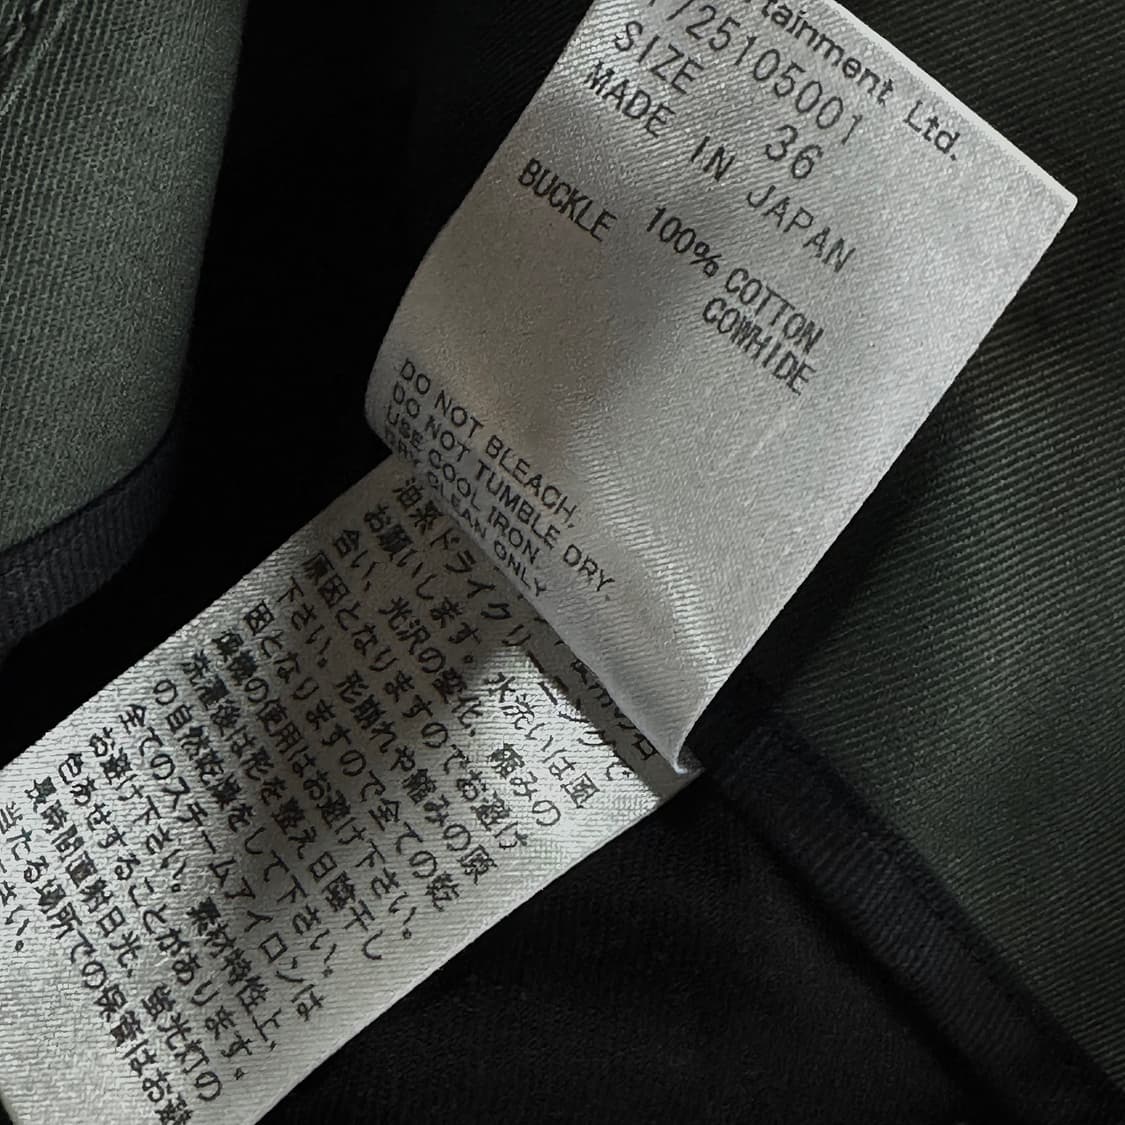 tainment Ltd.
/25105001
SIZE 36
MADE IN JAPAN
100% COTTON
BUCKLE COWHIDE
DO NOT BLEACH,
DO NOT TUMBLE DRY.
USE COOL IRON
DRY CLEAN ONLY
油系ドライクリーニングで
お願いします。水洗いは風
合い、光沢の変化、縮みの
原因となりますのでお避け
下さい。形崩れや縮みの原
因となりますので全ての乾
燥機の使用はお避け下さい。
洗濯後は形を整え日陰干し
の自然乾燥をして下さい。
全てのスチームアイロンは
お避け下さい。素材特性上、
色あせすることがあります。
長時間直射日光、蛍光灯の
当たる場所での保管はお避
さい。